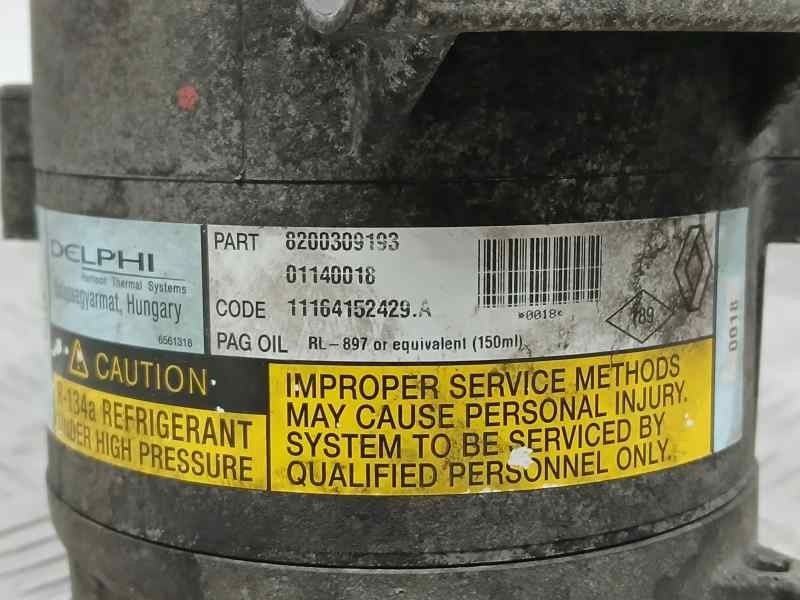 DELPHI
Harrison Thermal Systems
Balassagyarmat, Hungary
6561316
PART 8200309193
01140018
CODE 11164152429.A
PAG OIL RL-897 or equivalent (150ml)
*0018*
789
0018
CAUTION
R-134a REFRIGERANT
UNDER HIGH PRESSURE
IMPROPER SERVICE METHODS
MAY CAUSE PERSONAL INJURY.
SYSTEM TO BE SERVICED BY
QUALIFIED PERSONNEL ONLY.